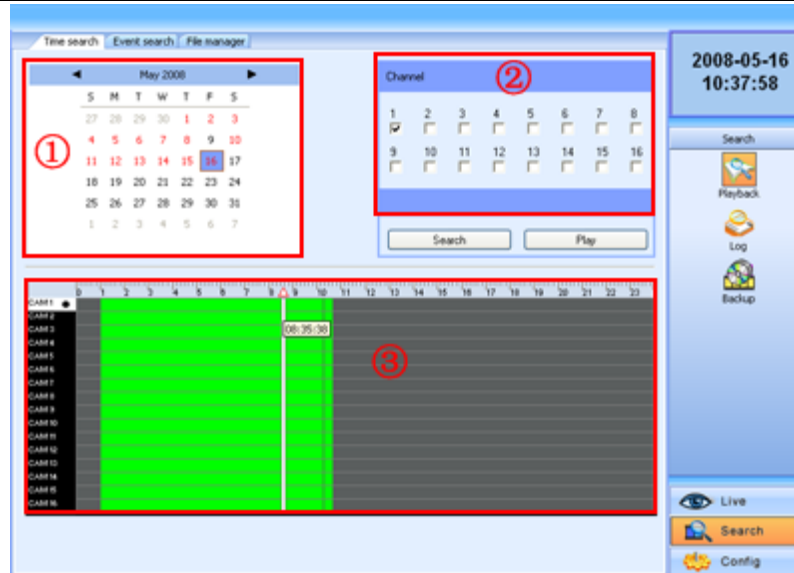 Time search Event search File manager
May 2008
S M T W T F S
27 28 29 30 1 2 3
4 5 6 7 8 9 10
11 12 13 14 15 16 17
18 19 20 21 22 23 24
25 26 27 28 29 30 31
1 2 3 4 5 6 7
①
Channel
②
1 2 3 4 5 6 7 8
9 10 11 12 13 14 15 16
Search Play
0 1 2 3 4 5 6 7 8 9 10 11 12 13 14 15 16 17 18 19 20 21 22 23
CAM 1
CAM 2
CAM 3
CAM 4
CAM 5
CAM 6
CAM 7
CAM 8
CAM 9
CAM 10
CAM 11
CAM 12
CAM 13
CAM 14
CAM 15
CAM 16
08:35:38
③
2008-05-16
10:37:58
Search
Playback
Log
Backup
Live
Search
Config